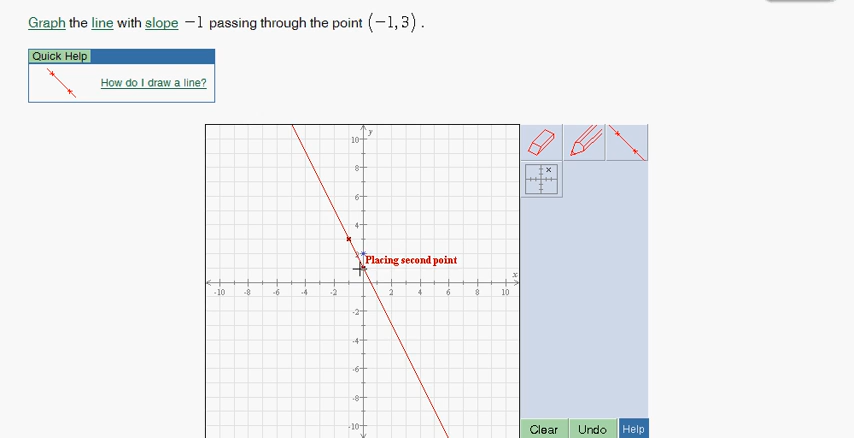 Graph the line with slope −1 passing through the point (−1, 3) .
Quick Help
How do I draw a line?
y
10
8
6
4
2
Placing second point
x
-10 -8 -6 -4 -2 2 4 6 8 10
-2
-4
-6
-8
-10
Clear Undo Help